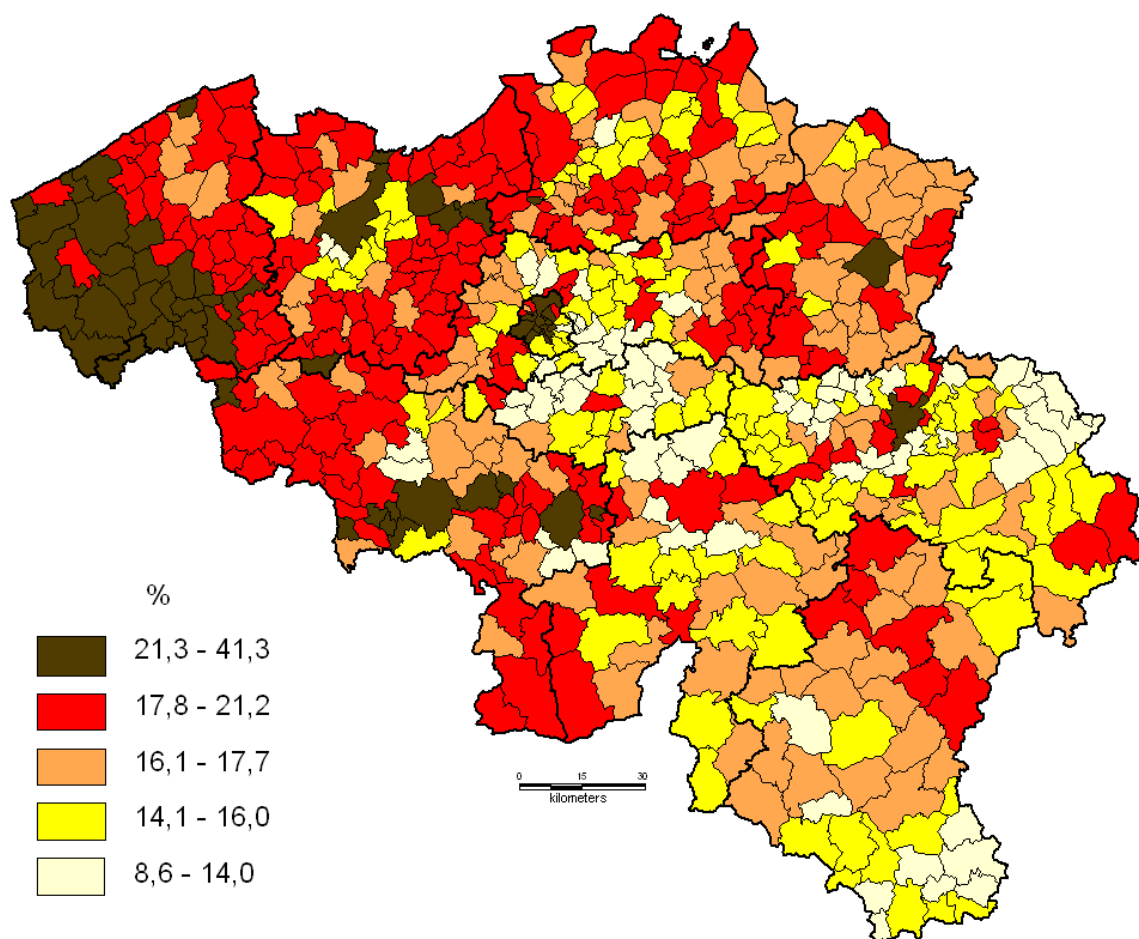 %
21,3 - 41,3
17,8 - 21,2
16,1 - 17,7
14,1 - 16,0
8,6 - 14,0
0 15 30
kilometers